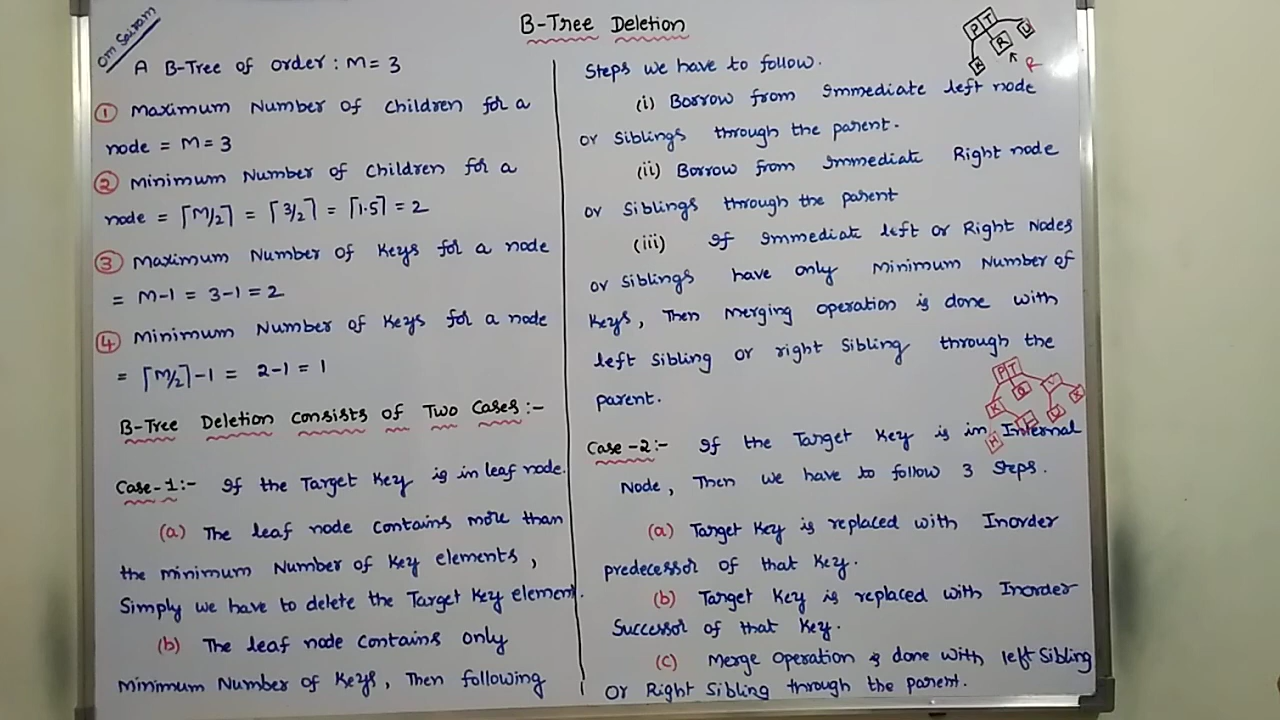 B-Tree Deletion
Om Sairam
A B-Tree of order : M = 3
① Maximum Number of Children for a
node = M = 3
② Minimum Number of Children for a
node = ⌈M/2⌉ = ⌈3/2⌉ = ⌈1.5⌉ = 2
③ Maximum Number of Keys for a node
= M-1 = 3-1 = 2
④ Minimum Number of Keys for a node
= ⌈M/2⌉-1 = 2-1 = 1
B-Tree Deletion Consists of Two Cases:-
Case-1:- If the Target Key is in leaf node.
(a) The leaf node contains more than
the minimum Number of Key elements,
Simply we have to delete the Target Key element.
(b) The leaf node contains only
minimum Number of Keys, Then following
P T
U
R
R
Steps we have to follow.
(i) Borrow from Immediate left node
or Siblings through the parent.
(ii) Borrow from Immediate Right node
or Siblings through the parent
(iii) If Immediate left or Right Nodes
or Siblings have only Minimum Number of
Keys, Then Merging operation is done with
left Sibling or right Sibling through the
parent.
P T
Case-2:- If the Target Key is in Internal
Node, Then we have to follow 3 Steps.
(a) Target Key is replaced with Inorder
predecessor of that Key.
(b) Target Key is replaced with Inorder
Successor of that Key.
(c) Merge Operation is done with left Sibling
Or Right Sibling through the parent.